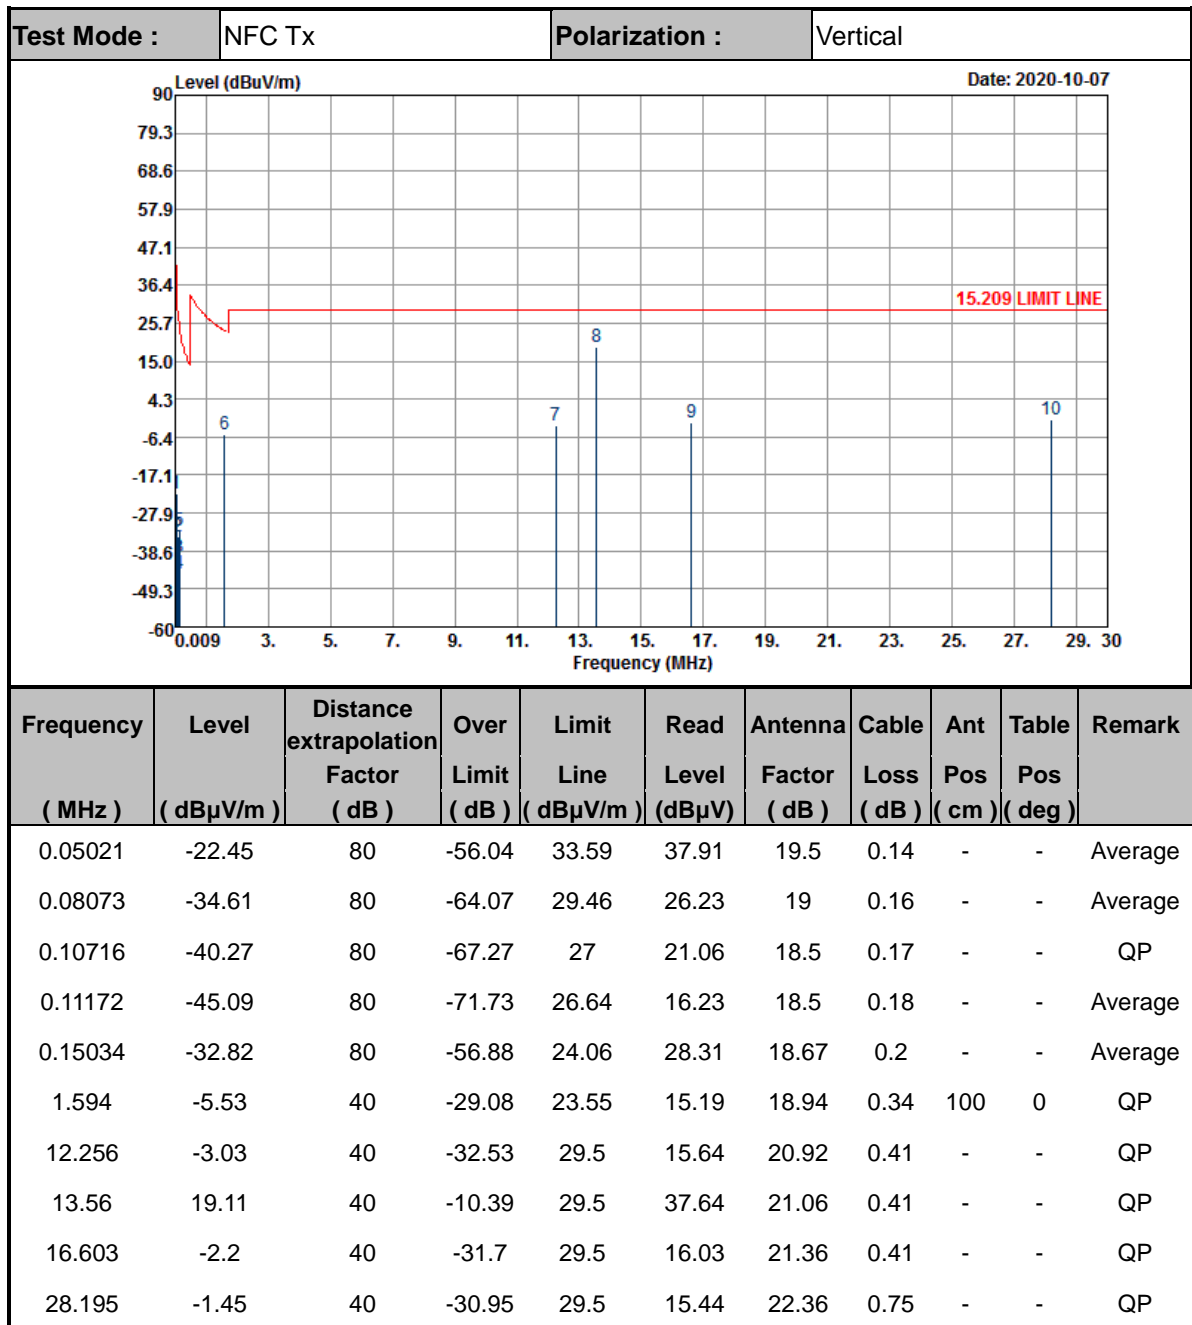 Test Mode : NFC Tx Polarization : Vertical
Level (dBuV/m) Date: 2020-10-07
90
79.3
68.6
57.9
47.1
36.4
15.209 LIMIT LINE
25.7
8
15.0
4.3
6 7 9 10
-6.4
-17.1
-27.9
-38.6
-49.3
-60
0.009 3. 5. 7. 9. 11. 13. 15. 17. 19. 21. 23. 25. 27. 29. 30
Frequency (MHz)
Frequency Level Distance extrapolation Over Limit Read Antenna Cable Ant Table Remark
Factor Limit Line Level Factor Loss Pos Pos
( MHz ) ( dBµV/m ) ( dB ) ( dB ) ( dBµV/m ) (dBµV) ( dB ) ( dB ) ( cm ) ( deg )
0.05021 -22.45 80 -56.04 33.59 37.91 19.5 0.14 - - Average
0.08073 -34.61 80 -64.07 29.46 26.23 19 0.16 - - Average
0.10716 -40.27 80 -67.27 27 21.06 18.5 0.17 - - QP
0.11172 -45.09 80 -71.73 26.64 16.23 18.5 0.18 - - Average
0.15034 -32.82 80 -56.88 24.06 28.31 18.67 0.2 - - Average
1.594 -5.53 40 -29.08 23.55 15.19 18.94 0.34 100 0 QP
12.256 -3.03 40 -32.53 29.5 15.64 20.92 0.41 - - QP
13.56 19.11 40 -10.39 29.5 37.64 21.06 0.41 - - QP
16.603 -2.2 40 -31.7 29.5 16.03 21.36 0.41 - - QP
28.195 -1.45 40 -30.95 29.5 15.44 22.36 0.75 - - QP